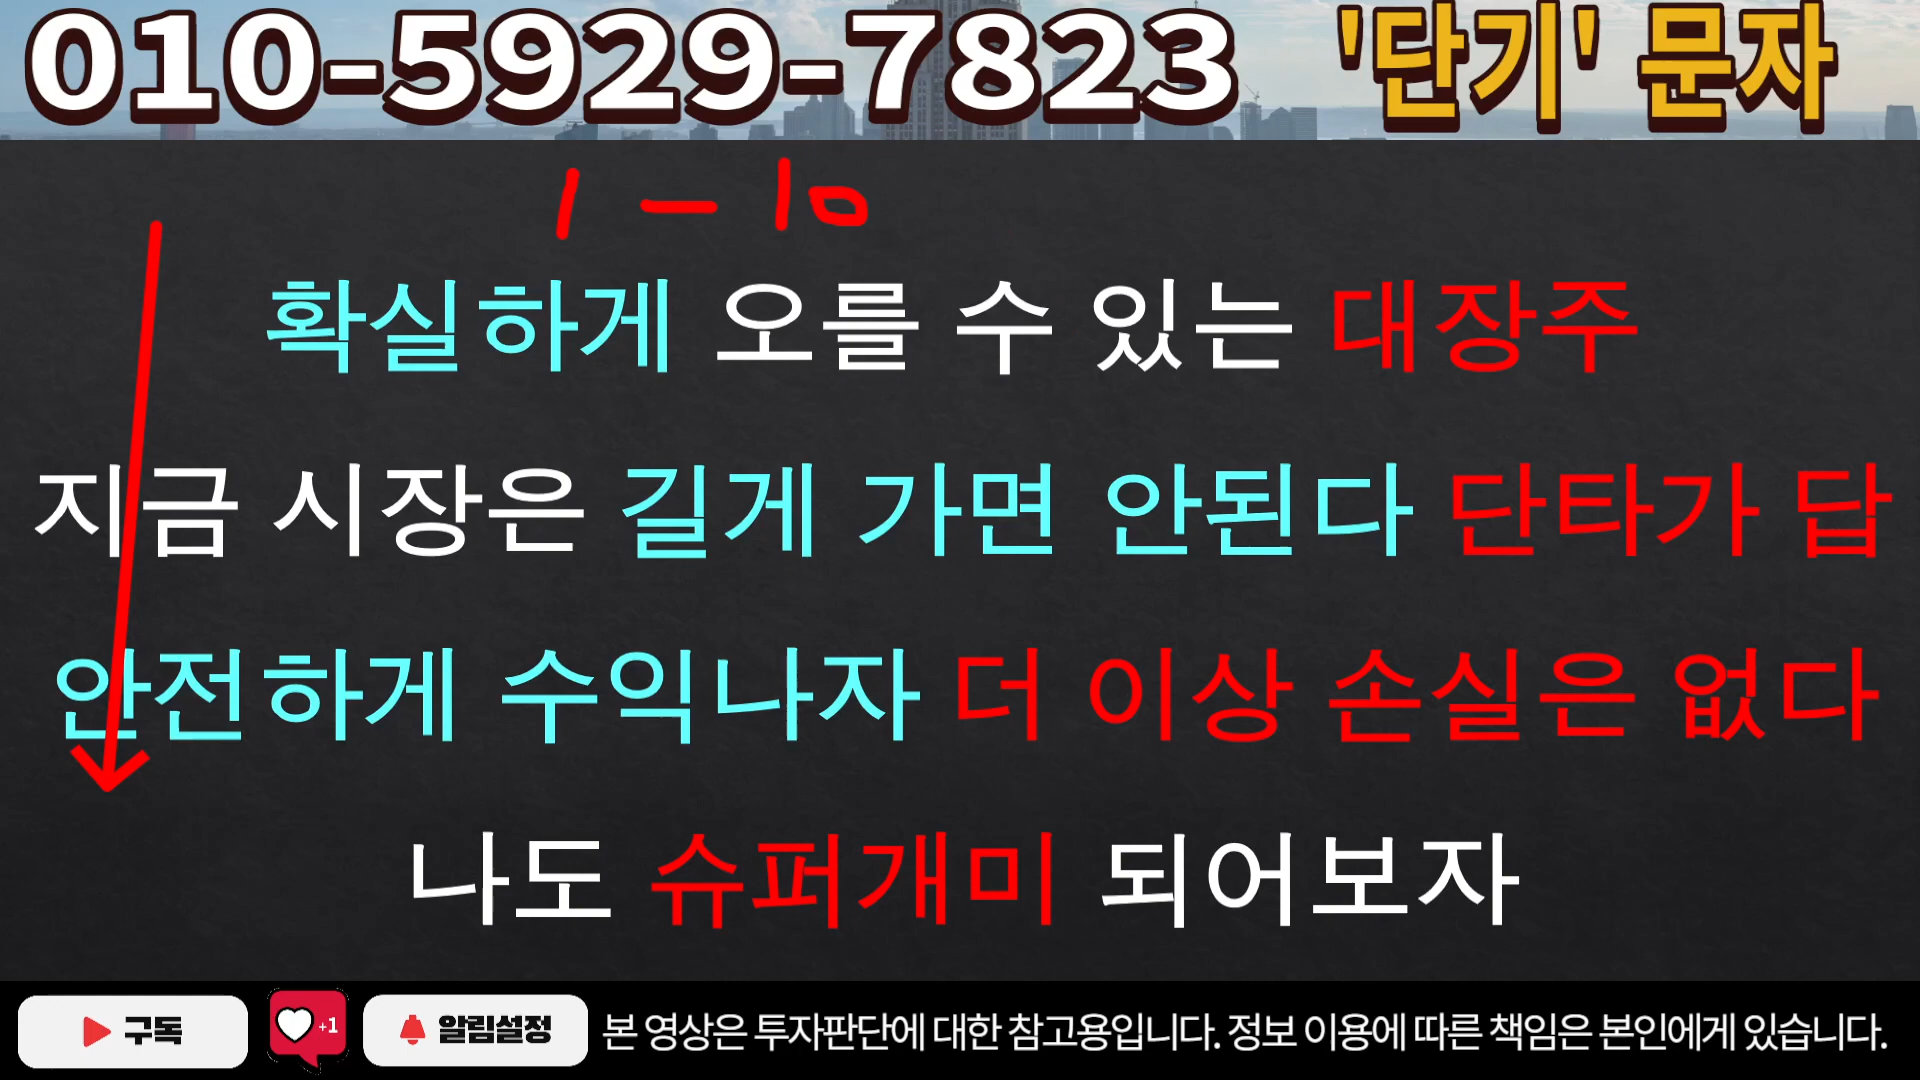 010-5929-7823 '단기' 문자
1 - 10
확실하게 오를 수 있는 대장주
지금 시장은 길게 가면 안된다 단타가 답
안전하게 수익나자 더 이상 손실은 없다
나도 슈퍼개미 되어보자
구독 +1 알림설정 본 영상은 투자판단에 대한 참고용입니다. 정보 이용에 따른 책임은 본인에게 있습니다.